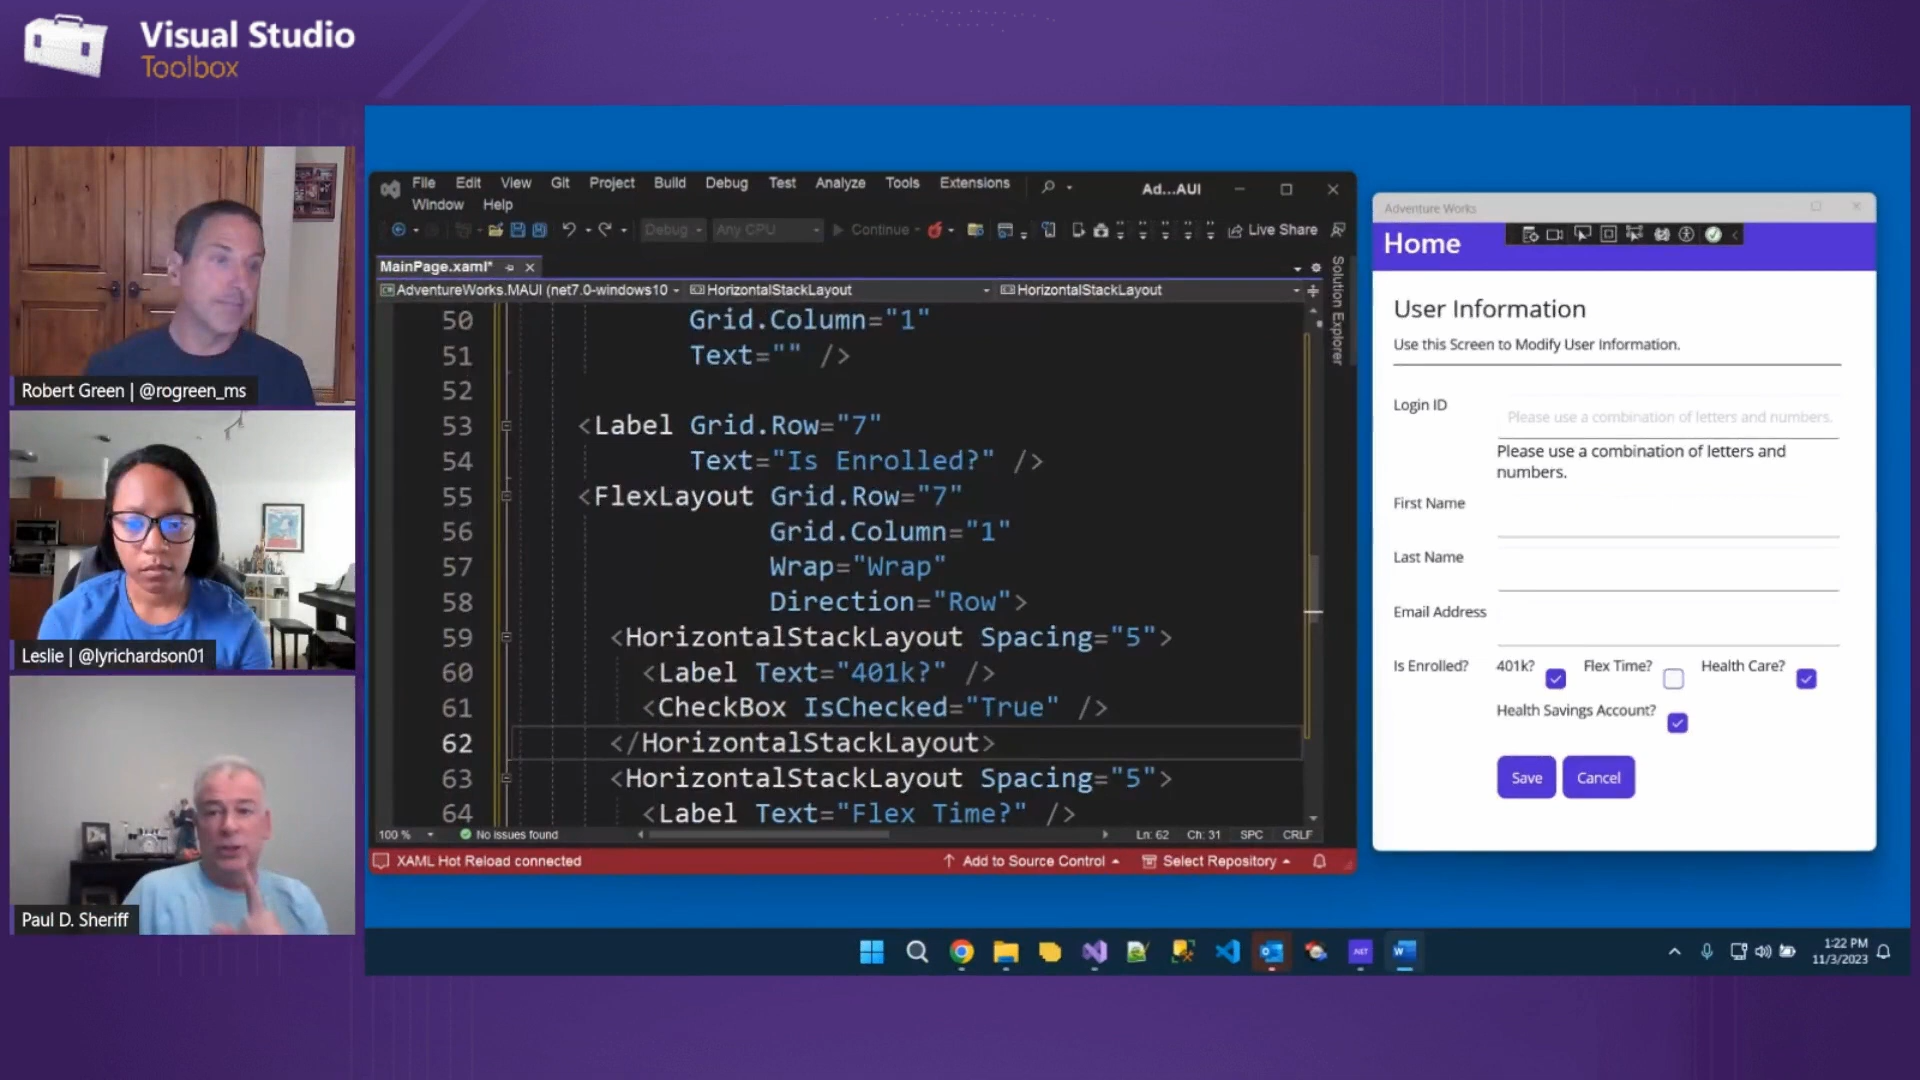 Visual Studio
Toolbox
Robert Green | @rogreen_ms
Leslie | @lyrichardson01
Paul D. Sheriff
File Edit View Git Project Build Debug Test Analyze Tools Extensions Ad...AUI
Window Help
Debug Any CPU Continue Live Share
MainPage.xaml*
AdventureWorks.MAUI (net7.0-windows10 HorizontalStackLayout HorizontalStackLayout
Solution Explorer
50 Grid.Column="1"
51 Text="" />
52
53 <Label Grid.Row="7"
54 Text="Is Enrolled?" />
55 <FlexLayout Grid.Row="7"
56 Grid.Column="1"
57 Wrap="Wrap"
58 Direction="Row">
59 <HorizontalStackLayout Spacing="5">
60 <Label Text="401k?" />
61 <CheckBox IsChecked="True" />
62 </HorizontalStackLayout>
63 <HorizontalStackLayout Spacing="5">
64 <Label Text="Flex Time?" />
100 % No issues found Ln: 62 Ch: 31 SPC CRLF
XAML Hot Reload connected Add to Source Control Select Repository
Adventure Works
Home
User Information
Use this Screen to Modify User Information.
Login ID
Please use a combination of letters and numbers.
Please use a combination of letters and
numbers.
First Name
Last Name
Email Address
Is Enrolled? 401k? Flex Time? Health Care?
Health Savings Account?
Save Cancel
.NET
W
1:22 PM
11/3/2023